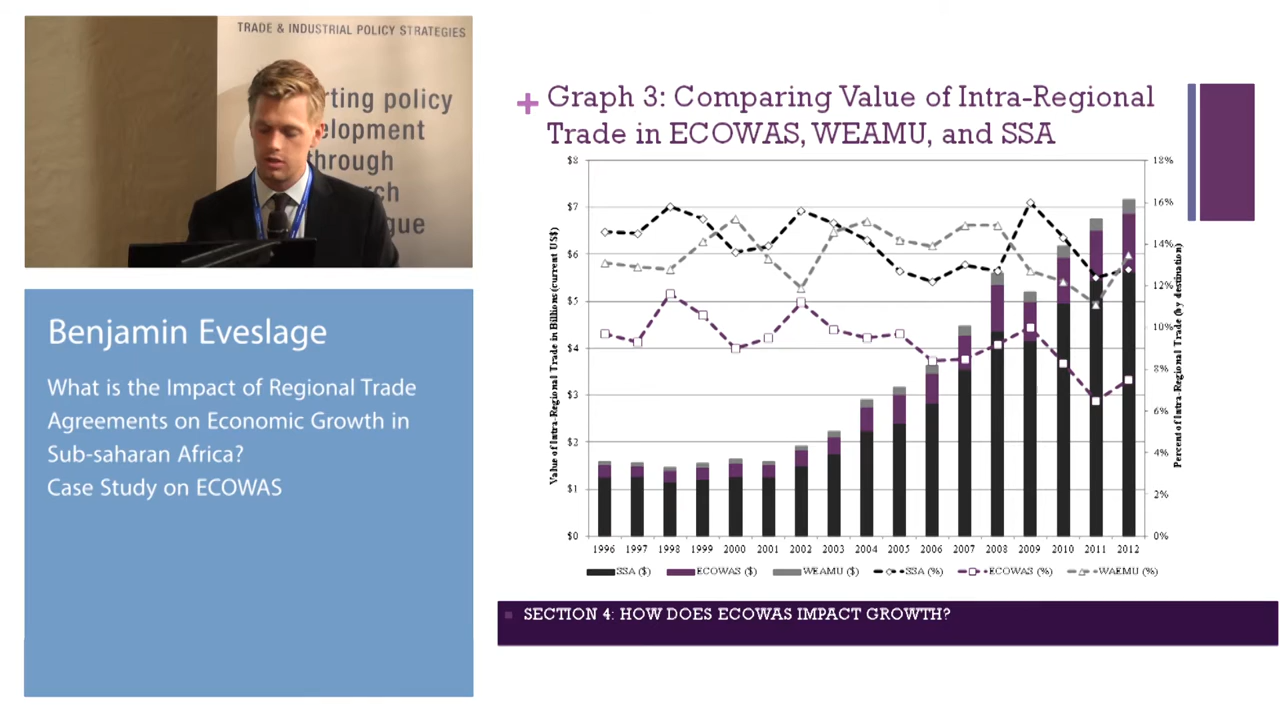 TRADE & INDUSTRIAL POLICY STRATEGIES
rting policy
elopment
through
rch
gue
Benjamin Eveslage
What is the Impact of Regional Trade
Agreements on Economic Growth in
Sub-saharan Africa?
Case Study on ECOWAS
+ Graph 3: Comparing Value of Intra-Regional
Trade in ECOWAS, WEAMU, and SSA
Value of Intra-Regional Trade in Billions (current US$)
$8
$7
$6
$5
$4
$3
$2
$1
$0
18%
16%
14%
12%
10%
8%
6%
4%
2%
0%
Percent of Intra-Regional Trade (by destination)
1996 1997 1998 1999 2000 2001 2002 2003 2004 2005 2006 2007 2008 2009 2010 2011 2012
SSA ($) ECOWAS ($) WEAMU ($) SSA (%) ECOWAS (%) WAEMU (%)
SECTION 4: HOW DOES ECOWAS IMPACT GROWTH?